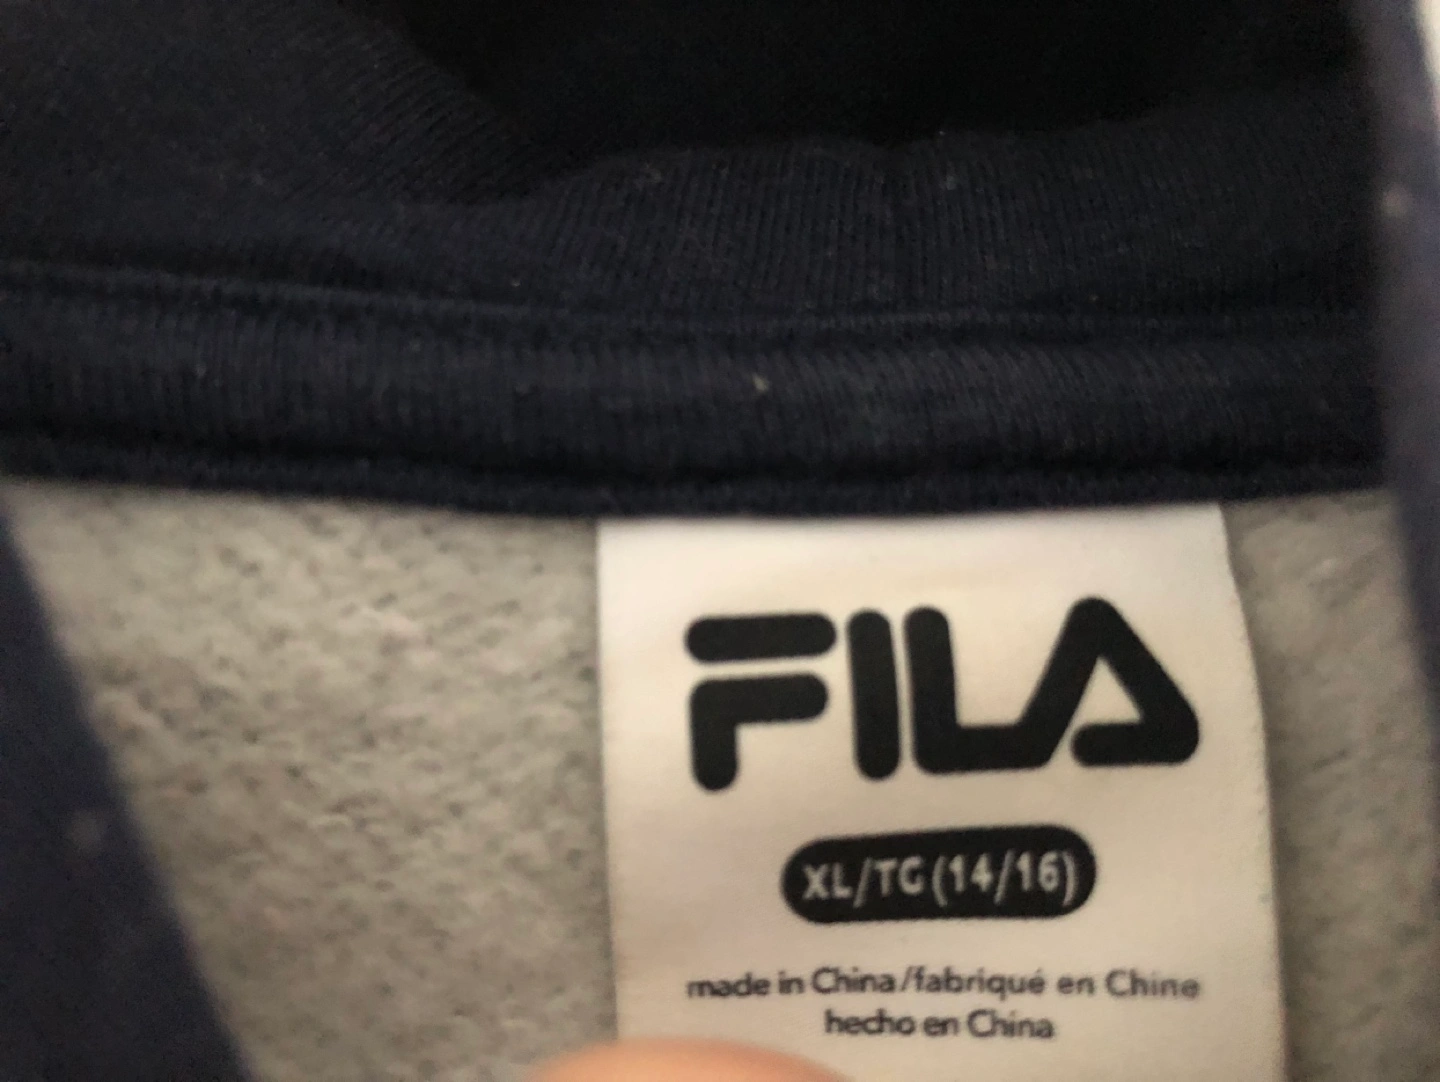 FILA
XL/TG(14/16)
made in China/fabriqué en Chine
hecho en China